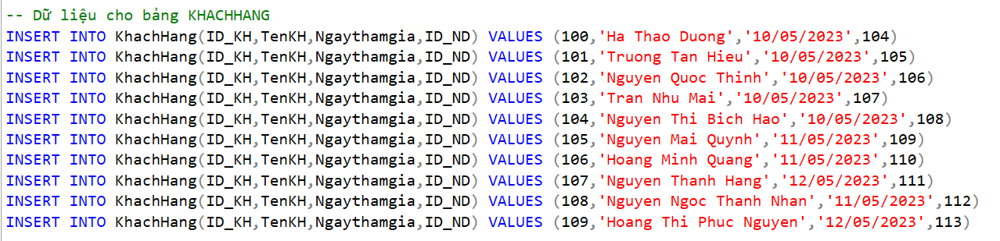 -- Dữ liệu cho bảng KHACHHANG
INSERT INTO KhachHang(ID_KH,TenKH,Ngaythamgia,ID_ND) VALUES (100,'Ha Thao Duong','10/05/2023',104)
INSERT INTO KhachHang(ID_KH,TenKH,Ngaythamgia,ID_ND) VALUES (101,'Truong Tan Hieu','10/05/2023',105)
INSERT INTO KhachHang(ID_KH,TenKH,Ngaythamgia,ID_ND) VALUES (102,'Nguyen Quoc Thinh','10/05/2023',106)
INSERT INTO KhachHang(ID_KH,TenKH,Ngaythamgia,ID_ND) VALUES (103,'Tran Nhu Mai','10/05/2023',107)
INSERT INTO KhachHang(ID_KH,TenKH,Ngaythamgia,ID_ND) VALUES (104,'Nguyen Thi Bich Hao','10/05/2023',108)
INSERT INTO KhachHang(ID_KH,TenKH,Ngaythamgia,ID_ND) VALUES (105,'Nguyen Mai Quynh','11/05/2023',109)
INSERT INTO KhachHang(ID_KH,TenKH,Ngaythamgia,ID_ND) VALUES (106,'Hoang Minh Quang','11/05/2023',110)
INSERT INTO KhachHang(ID_KH,TenKH,Ngaythamgia,ID_ND) VALUES (107,'Nguyen Thanh Hang','12/05/2023',111)
INSERT INTO KhachHang(ID_KH,TenKH,Ngaythamgia,ID_ND) VALUES (108,'Nguyen Ngoc Thanh Nhan','11/05/2023',112)
INSERT INTO KhachHang(ID_KH,TenKH,Ngaythamgia,ID_ND) VALUES (109,'Hoang Thi Phuc Nguyen','12/05/2023',113)